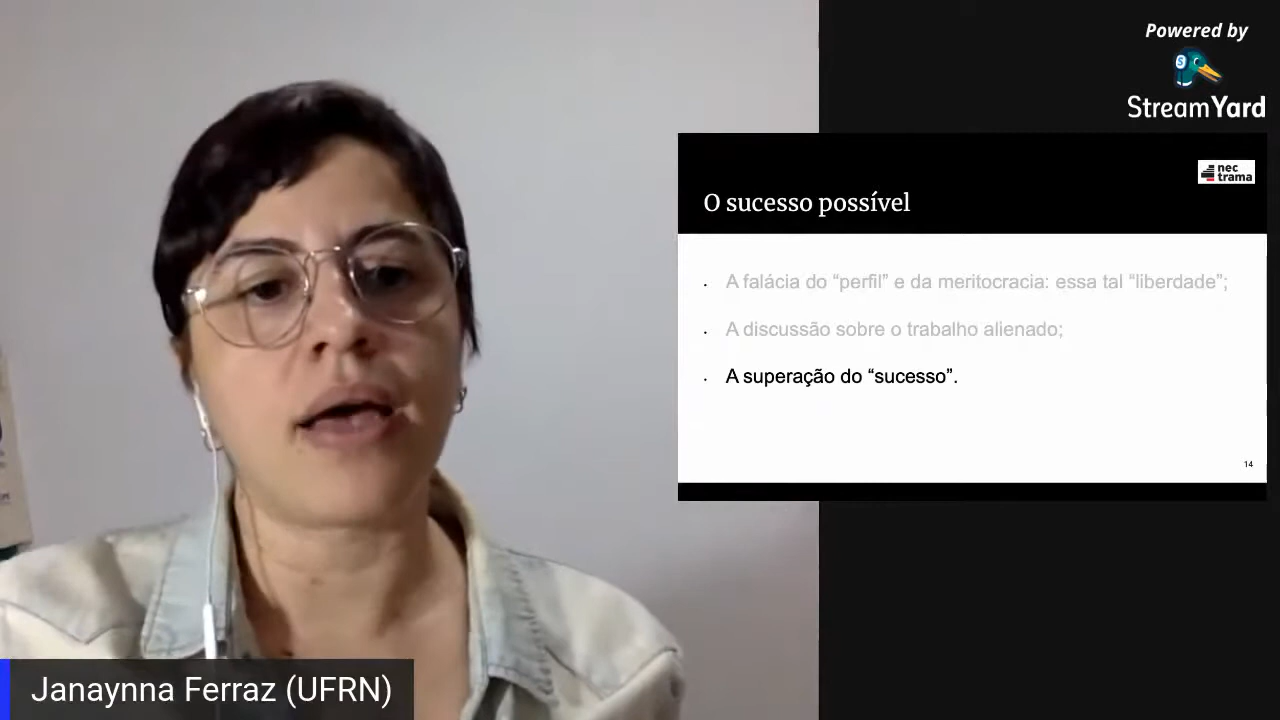 Powered by
StreamYard
nec
trama
O sucesso possível
· A falácia do “perfil” e da meritocracia: essa tal “liberdade”;
· A discussão sobre o trabalho alienado;
· A superação do “sucesso”.
14
Janaynna Ferraz (UFRN)